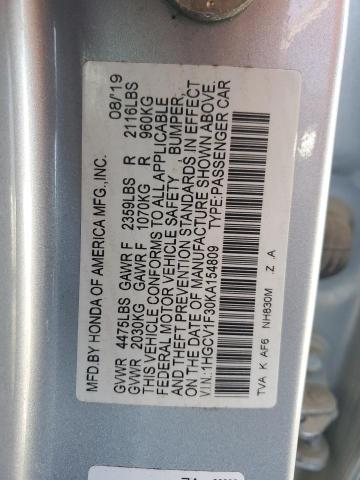 MFD.BY HONDA OF AMERICA MFG.,INC. 08/19
GVWR 4475LBS GAWR F 2359LBS R 2116LBS
GVWR 2030KG GAWR F 1070KG R 960KG
THIS VEHICLE CONFORMS TO ALL APPLICABLE
FEDERAL MOTOR VEHICLE SAFETY, BUMPER,
AND THEFT PREVENTION STANDARDS IN EFFECT
ON THE DATE OF MANUFACTURE SHOWN ABOVE.
V.I.N.:1HGCV1F30KA154809 TYPE:PASSENGER CAR
TVA K AF6 NH830M Z A